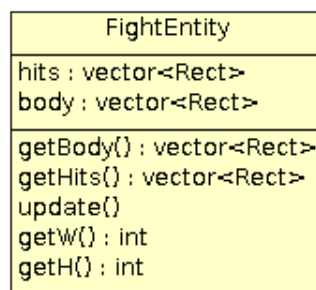 FightEntity
hits : vector<Rect>
body : vector<Rect>
getBody() : vector<Rect>
getHits() : vector<Rect>
update()
getW() : int
getH() : int